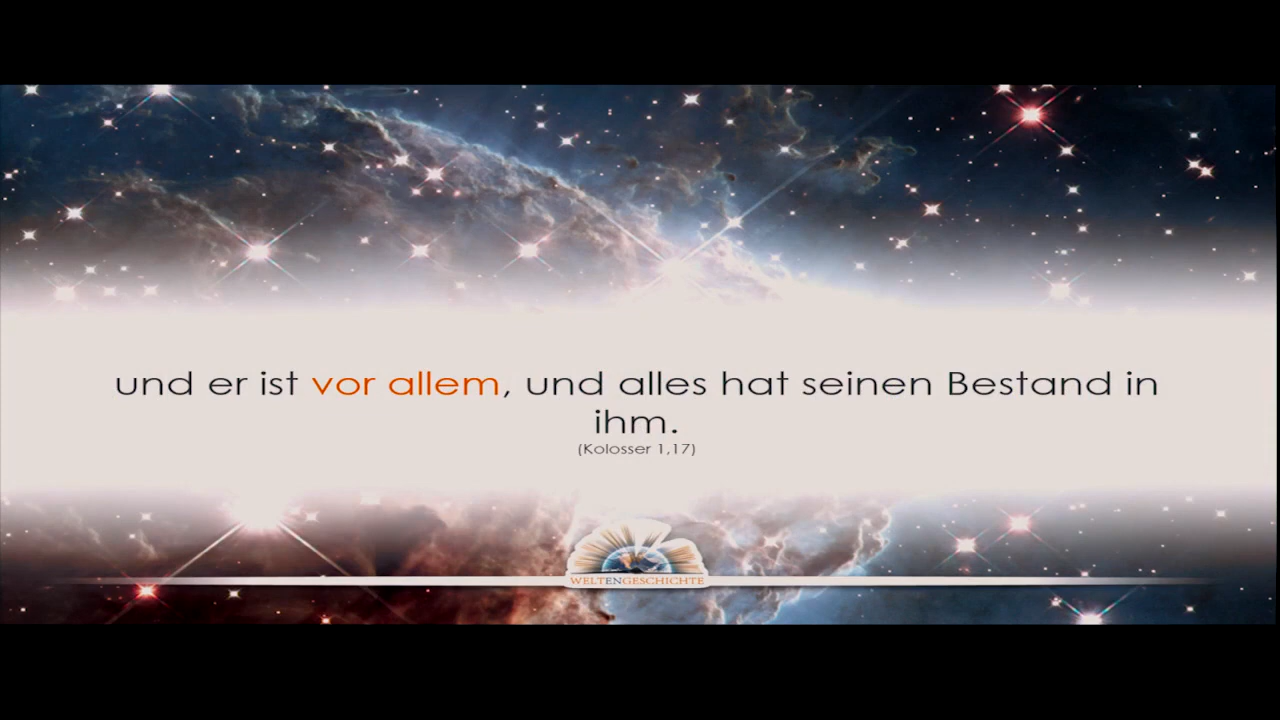 und er ist vor allem, und alles hat seinen Bestand in
ihm.
(Kolosser 1,17)
WELTENGESCHICHTE